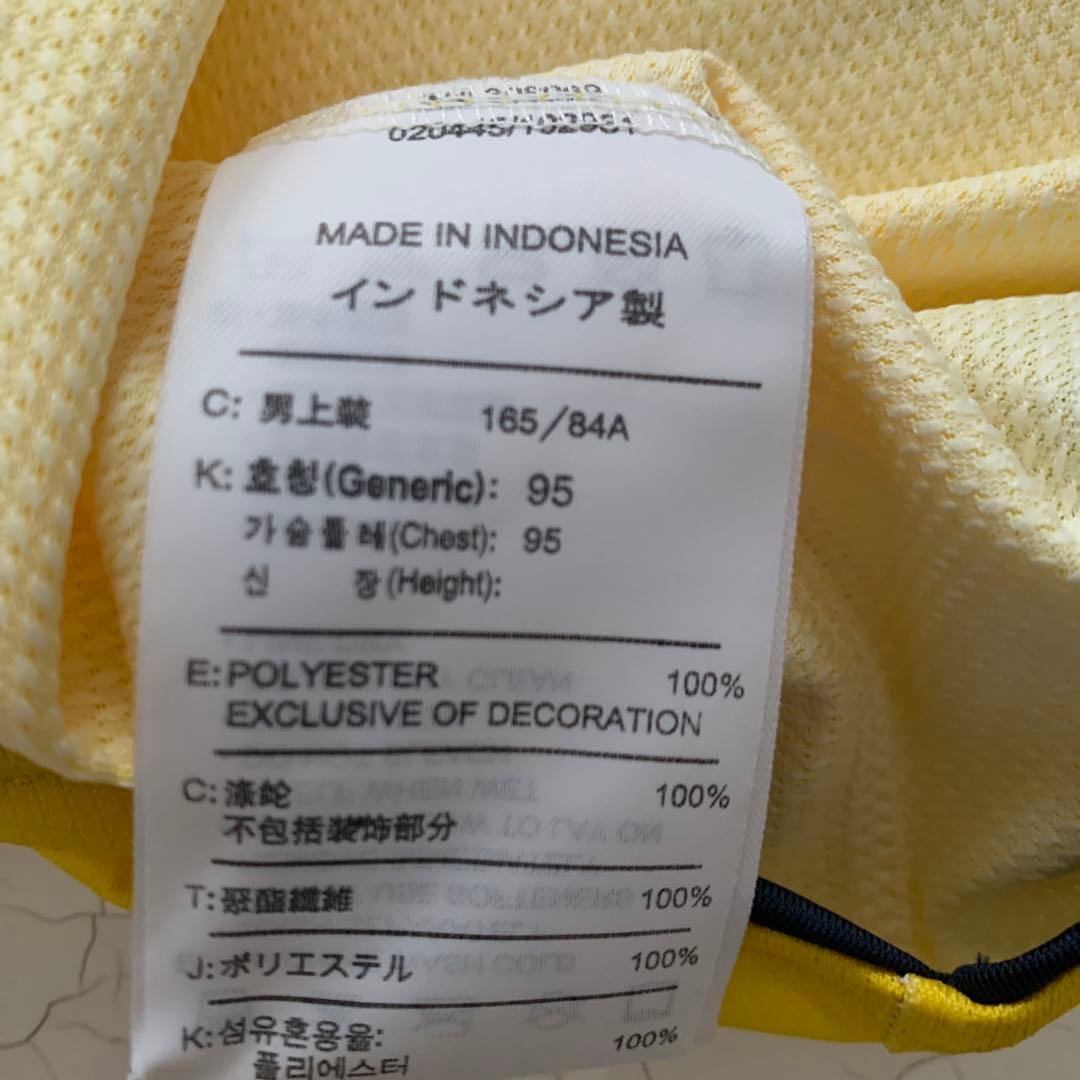 MADE IN INDONESIA
インドネシア製
C: 男上装 165/84A
K: 호칭(Generic): 95
가슴둘레(Chest): 95
신 장(Height):
E: POLYESTER 100%
EXCLUSIVE OF DECORATION
C: 涤纶 100%
不包括装饰部分
T: 聚酯纖維 100%
J: ポリエステル 100%
K: 섬유혼용율: 100%
폴리에스터